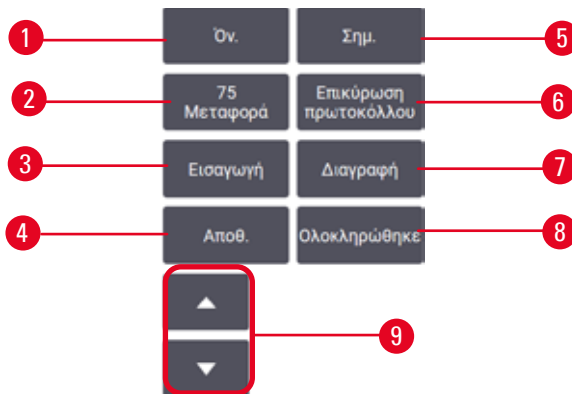 1
Όν.
Σημ.
5
2
75
Μεταφορά
Επικύρωση
πρωτοκόλλου
6
3
Εισαγωγή
Διαγραφή
7
4
Αποθ.
Ολοκληρώθηκε
8
9